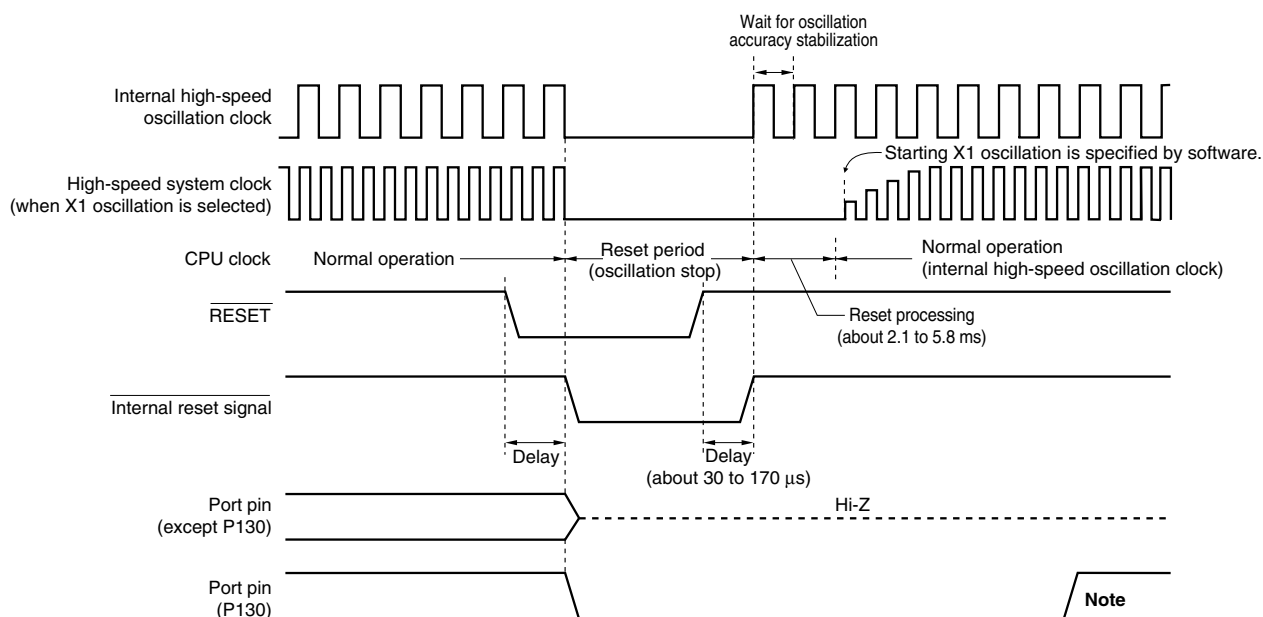 Wait for oscillation
accuracy stabilization
Internal high-speed
oscillation clock
Starting X1 oscillation is specified by software.
High-speed system clock
(when X1 oscillation is selected)
CPU clock
Normal operation
Reset period
(oscillation stop)
Normal operation
(internal high-speed oscillation clock)
RESET
Reset processing
(about 2.1 to 5.8 ms)
Internal reset signal
Delay
Delay
(about 30 to 170 μs)
Port pin
(except P130)
Hi-Z
Port pin
(P130)
Note